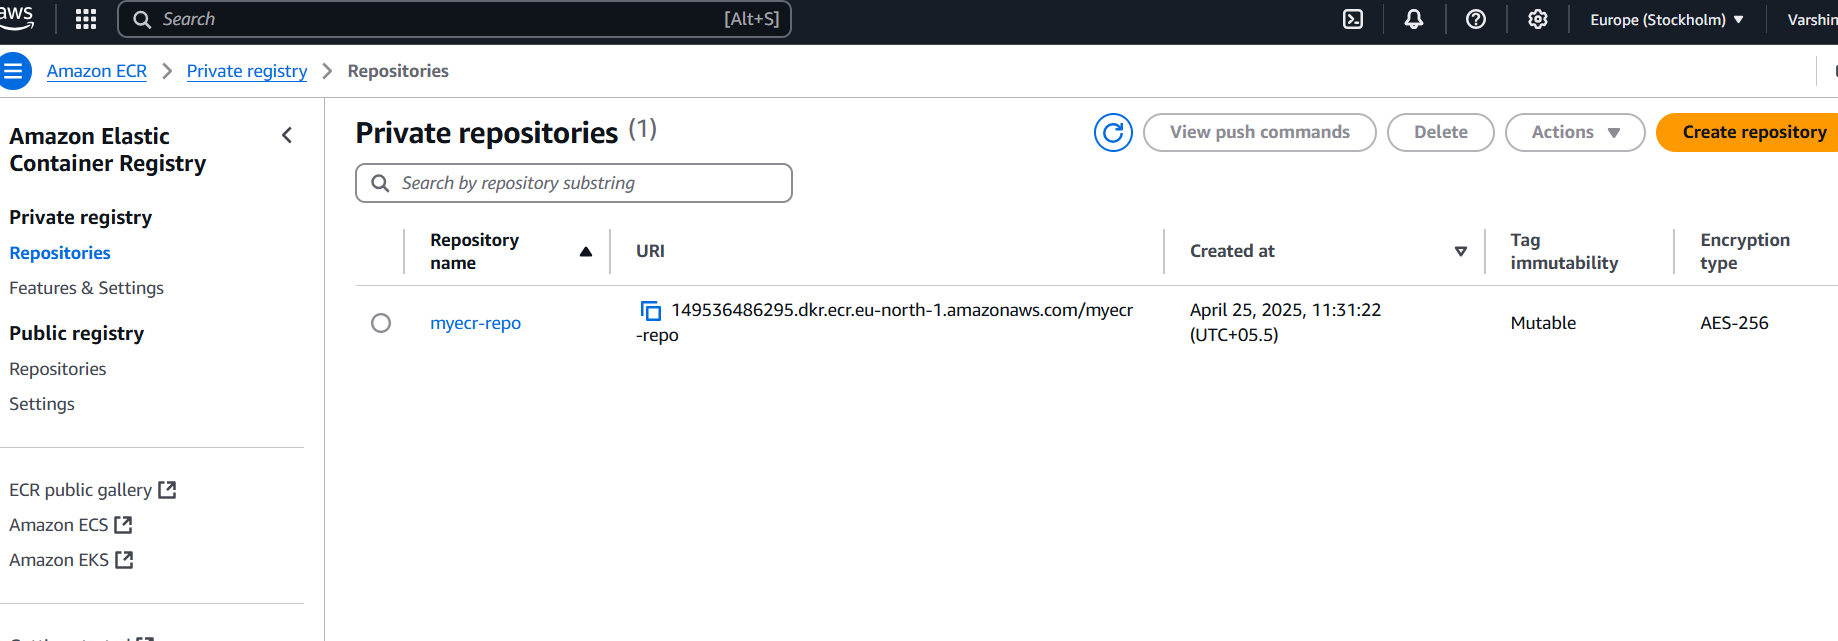 aws
Search [Alt+S] Europe (Stockholm)
Amazon ECR Private registry Repositories
Amazon Elastic
Container Registry
Private registry
Repositories
Features & Settings
Public registry
Repositories
Settings
ECR public gallery
Amazon ECS
Amazon EKS
Private repositories (1)
View push commands Delete Actions Create repository
Search by repository substring
Repository
name
URI
Created at
Tag
immutability
Encryption
type
myecr-repo
149536486295.dkr.ecr.eu-north-1.amazonaws.com/myecr
-repo
April 25, 2025, 11:31:22
(UTC+05.5)
Mutable
AES-256